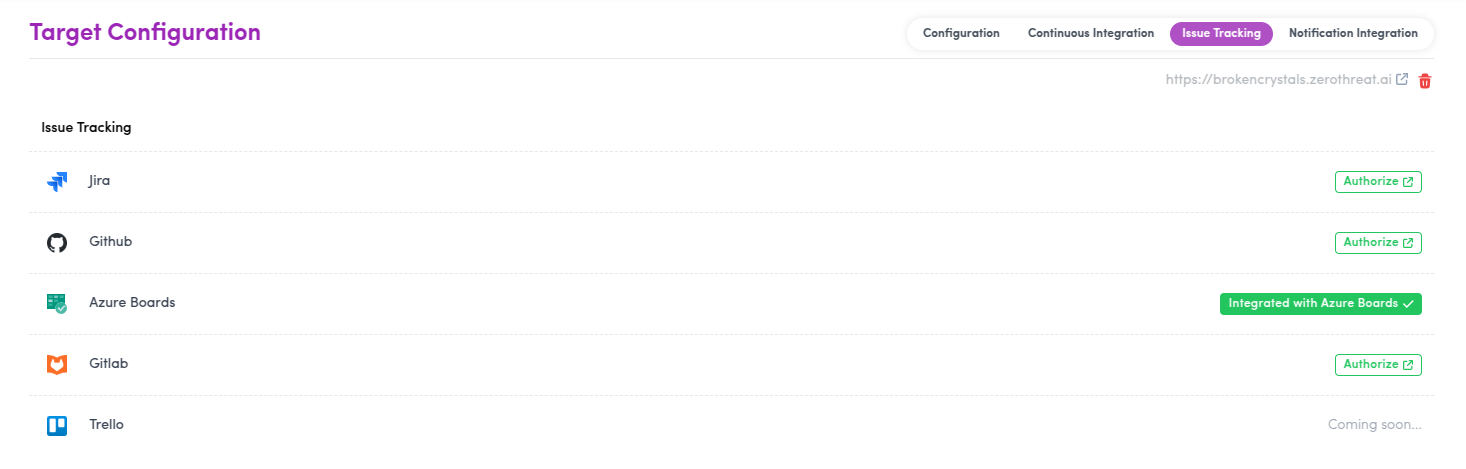 Target Configuration
Configuration Continuous Integration Issue Tracking Notification Integration
https://brokencrystals.zerothreat.ai
Issue Tracking
Jira Authorize
Github Authorize
Azure Boards Integrated with Azure Boards
Gitlab Authorize
Trello Coming soon...